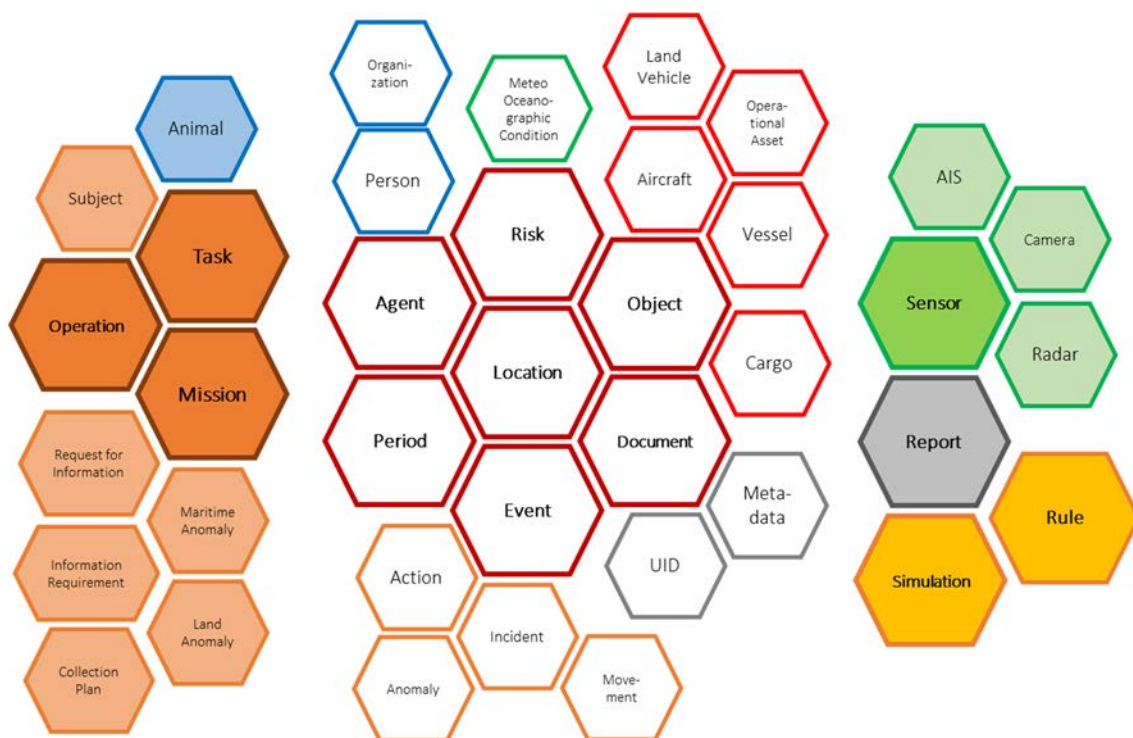 Animal
Subject
Task
Operation
Mission
Request for
Information
Maritime
Anomaly
Information
Requirement
Land
Anomaly
Collection
Plan
Organi-
zation
Person
Meteo
Oceano-
graphic
Condition
Land
Vehicle
Opera-
tional
Asset
Aircraft
Vessel
Risk
Agent
Object
Location
Cargo
Period
Document
Event
Meta-
data
UID
Action
Incident
Anomaly
Move-
ment
AIS
Camera
Sensor
Radar
Report
Rule
Simulation